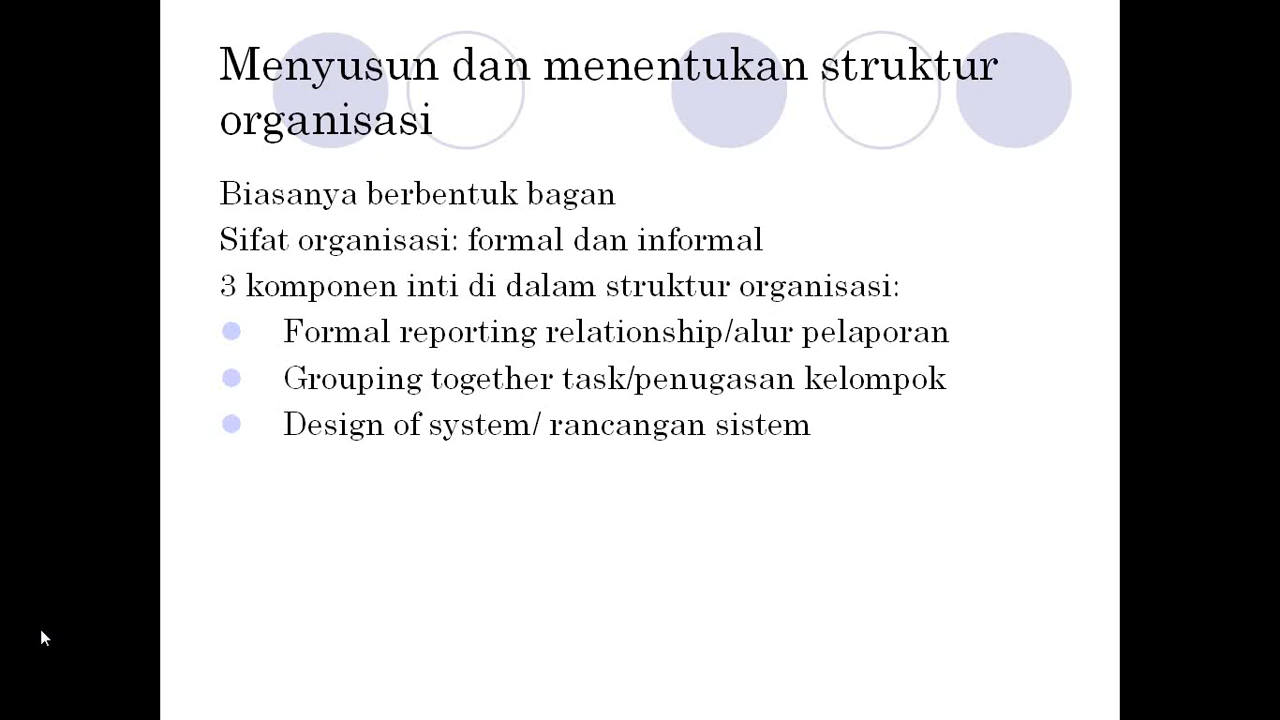 Menyusun dan menentukan struktur
organisasi
Biasanya berbentuk bagan
Sifat organisasi: formal dan informal
3 komponen inti di dalam struktur organisasi:
Formal reporting relationship/alur pelaporan
Grouping together task/penugasan kelompok
Design of system/ rancangan sistem